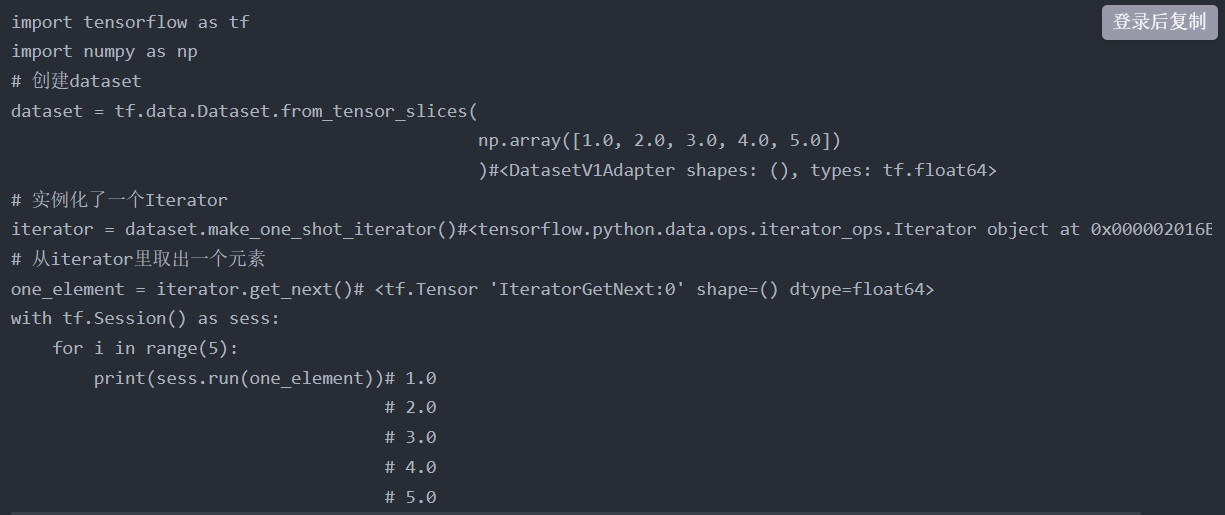 import tensorflow as tf
登录后复制
import numpy as np
# 创建dataset
dataset = tf.data.Dataset.from_tensor_slices(
np.array([1.0, 2.0, 3.0, 4.0, 5.0])
)#<DatasetV1Adapter shapes: (), types: tf.float64>
# 实例化了一个Iterator
iterator = dataset.make_one_shot_iterator()#<tensorflow.python.data.ops.iterator_ops.Iterator object at 0x000002016E
# 从iterator里取出一个元素
one_element = iterator.get_next()# <tf.Tensor 'IteratorGetNext:0' shape=() dtype=float64>
with tf.Session() as sess:
for i in range(5):
print(sess.run(one_element))# 1.0
# 2.0
# 3.0
# 4.0
# 5.0